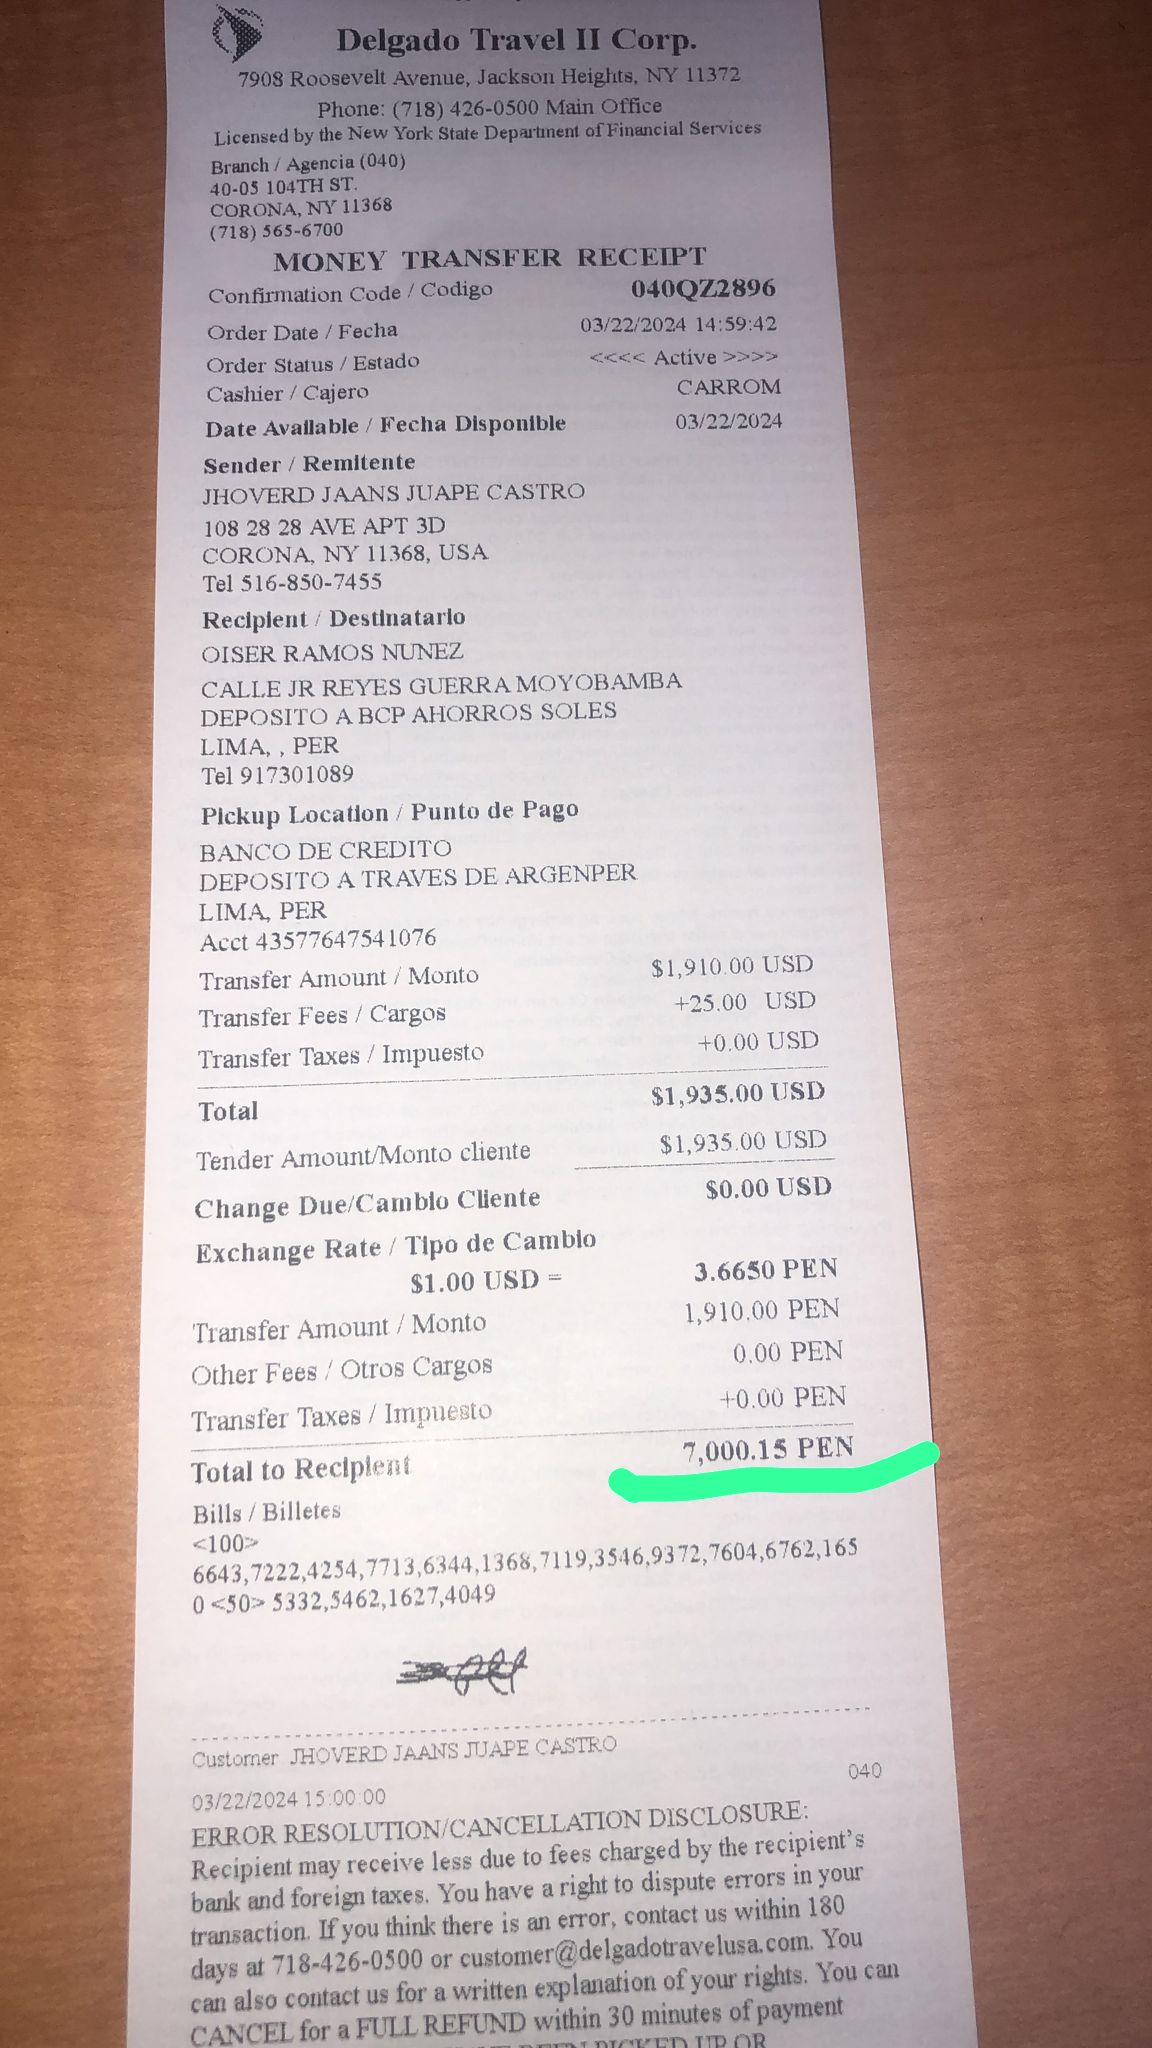 Delgado Travel II Corp.
7908 Roosevelt Avenue, Jackson Heights, NY 11372
Phone: (718) 426-0500 Main Office
Licensed by the New York State Department of Financial Services
Branch / Agencia (040)
40-05 104TH ST.
CORONA, NY 11368
(718) 565-6700
MONEY TRANSFER RECEIPT
Confirmation Code / Codigo 040QZ2896
Order Date / Fecha 03/22/2024 14:59:42
Order Status / Estado <<<< Active >>>>
Cashier / Cajero CARROM
Date Available / Fecha Disponible 03/22/2024
Sender / Remitente
JHOVERD JAANS JUAPE CASTRO
108 28 28 AVE APT 3D
CORONA, NY 11368, USA
Tel 516-850-7455
Recipient / Destinatario
OISER RAMOS NUNEZ
CALLE JR REYES GUERRA MOYOBAMBA
DEPOSITO A BCP AHORROS SOLES
LIMA, , PER
Tel 917301089
Pickup Location / Punto de Pago
BANCO DE CREDITO
DEPOSITO A TRAVES DE ARGENPER
LIMA, PER
Acct 43577647541076
Transfer Amount / Monto $1,910.00 USD
Transfer Fees / Cargos +25.00 USD
Transfer Taxes / Impuesto +0.00 USD
Total $1,935.00 USD
Tender Amount/Monto cliente $1,935.00 USD
Change Due/Cambio Cliente $0.00 USD
Exchange Rate / Tipo de Cambio
$1.00 USD = 3.6650 PEN
Transfer Amount / Monto 1,910.00 PEN
Other Fees / Otros Cargos 0.00 PEN
Transfer Taxes / Impuesto +0.00 PEN
Total to Recipient 7,000.15 PEN
Bills / Billetes
<100>
6643,7222,4254,7713,6344,1368,7119,3546,9372,7604,6762,165
0 <50> 5332,5462,1627,4049
Customer JHOVERD JAANS JUAPE CASTRO
040
03/22/2024 15:00:00
ERROR RESOLUTION/CANCELLATION DISCLOSURE:
Recipient may receive less due to fees charged by the recipient's
bank and foreign taxes. You have a right to dispute errors in your
transaction. If you think there is an error, contact us within 180
days at 718-426-0500 or customer@delgadotravelusa.com. You
can also contact us for a written explanation of your rights. You can
CANCEL for a FULL REFUND within 30 minutes of payment
BEEN PICKED UP OR